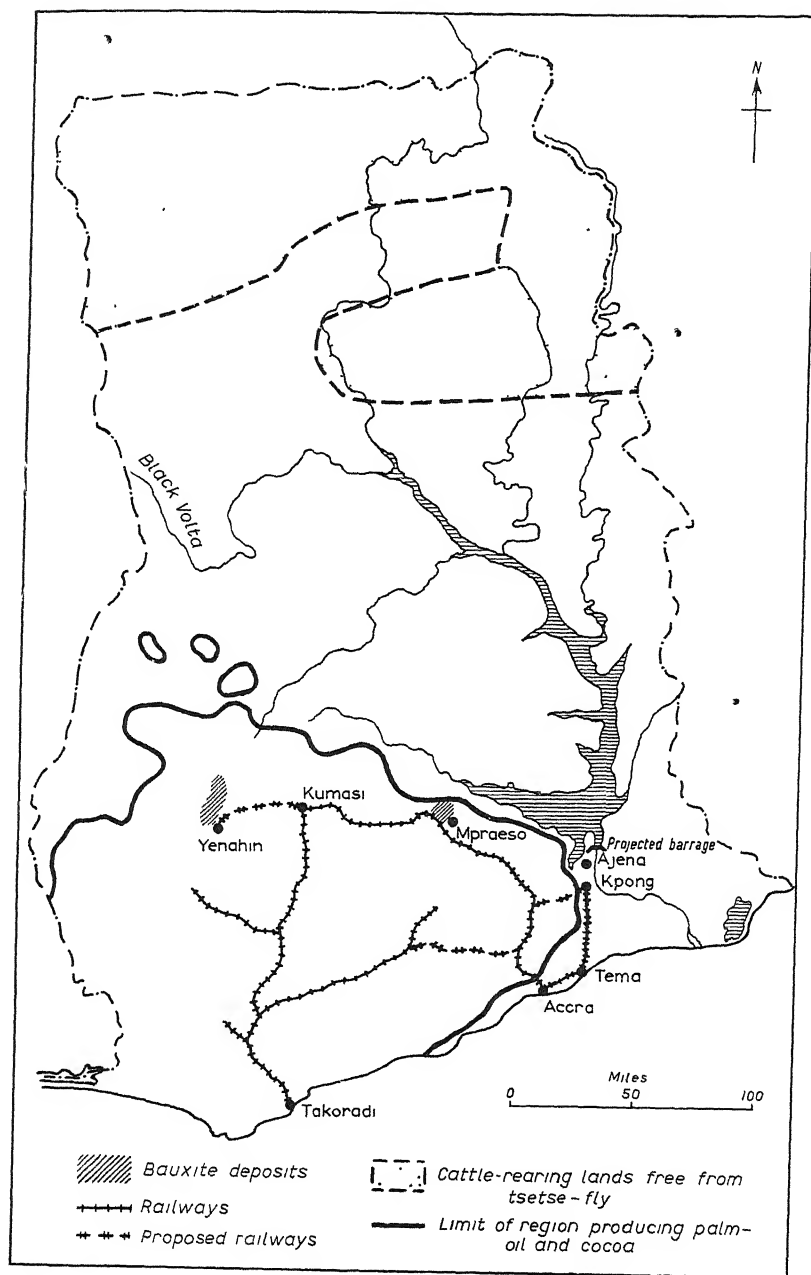 N
Black Volta
Kumasi
Yenahin
Mpraeso
Projected barrage
Ajena
Kpong
Tema
Accra
Takoradi
Miles
0 50 100
Bauxite deposits
Railways
Proposed railways
Cattle-rearing lands free from
tsetse-fly
Limit of region producing palm-
oil and cocoa